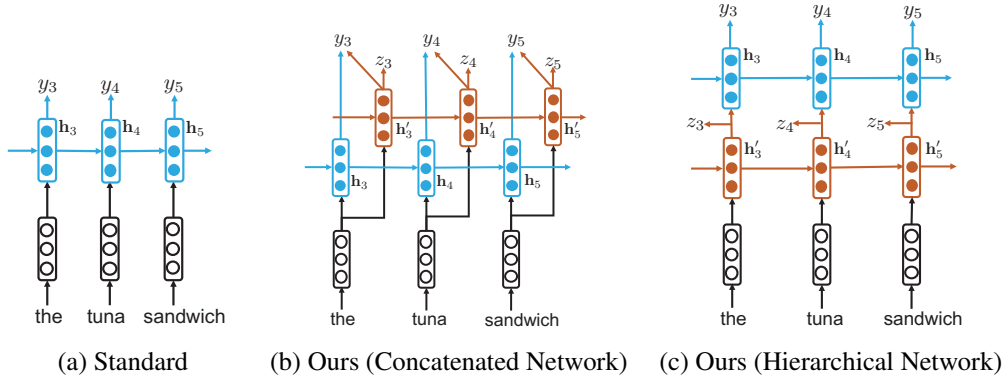 y₃ y₄ y₅
h₃ h₄ h₅
the tuna sandwich
(a) Standard
y₃ z₃ y₄ z₄ y₅ z₅
h′₃ h′₄ h′₅
h₃ h₄ h₅
the tuna sandwich
(b) Ours (Concatenated Network)
y₃ y₄ y₅
h₃ h₄ h₅
z₃ z₄ z₅
h′₃ h′₄ h′₅
the tuna sandwich
(c) Ours (Hierarchical Network)